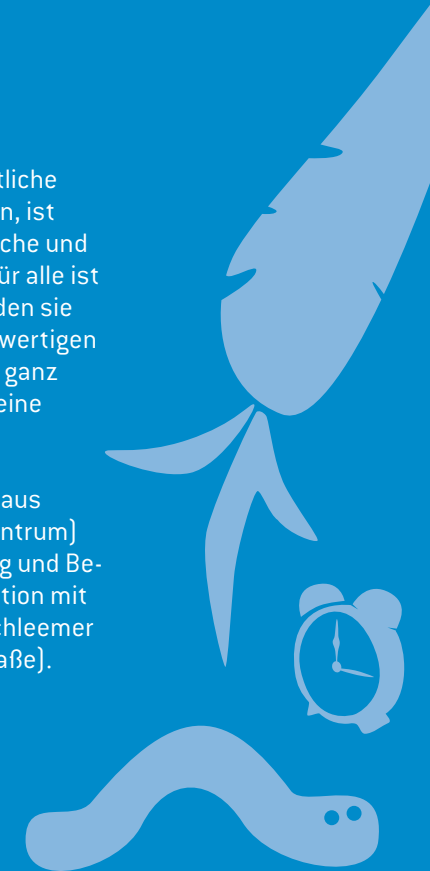 tliche
n, ist
che und
ür alle ist
den sie
wertigen
ganz
eine
aus
ntrum)
g und Be-
tion mit
chleemer
aße).